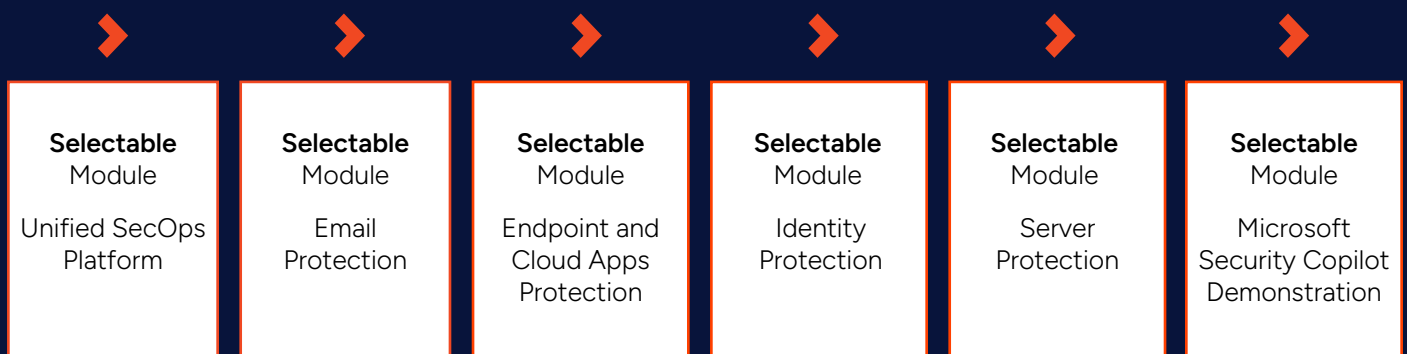 Selectable
Module
Unified SecOps
Platform
Selectable
Module
Email
Protection
Selectable
Module
Endpoint and
Cloud Apps
Protection
Selectable
Module
Identity
Protection
Selectable
Module
Server
Protection
Selectable
Module
Microsoft
Security Copilot
Demonstration